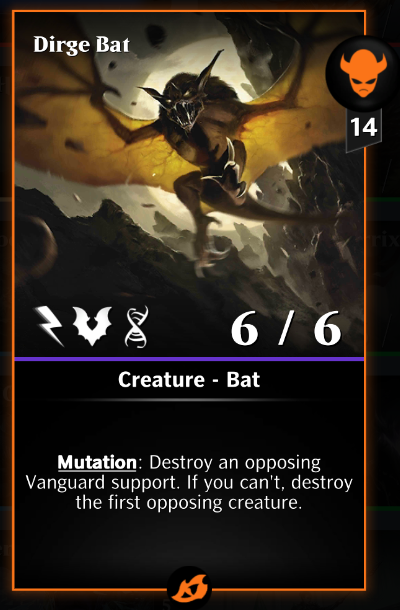 Dirge Bat
14
6 / 6
Creature - Bat
Mutation: Destroy an opposing
Vanguard support. If you can't, destroy
the first opposing creature.